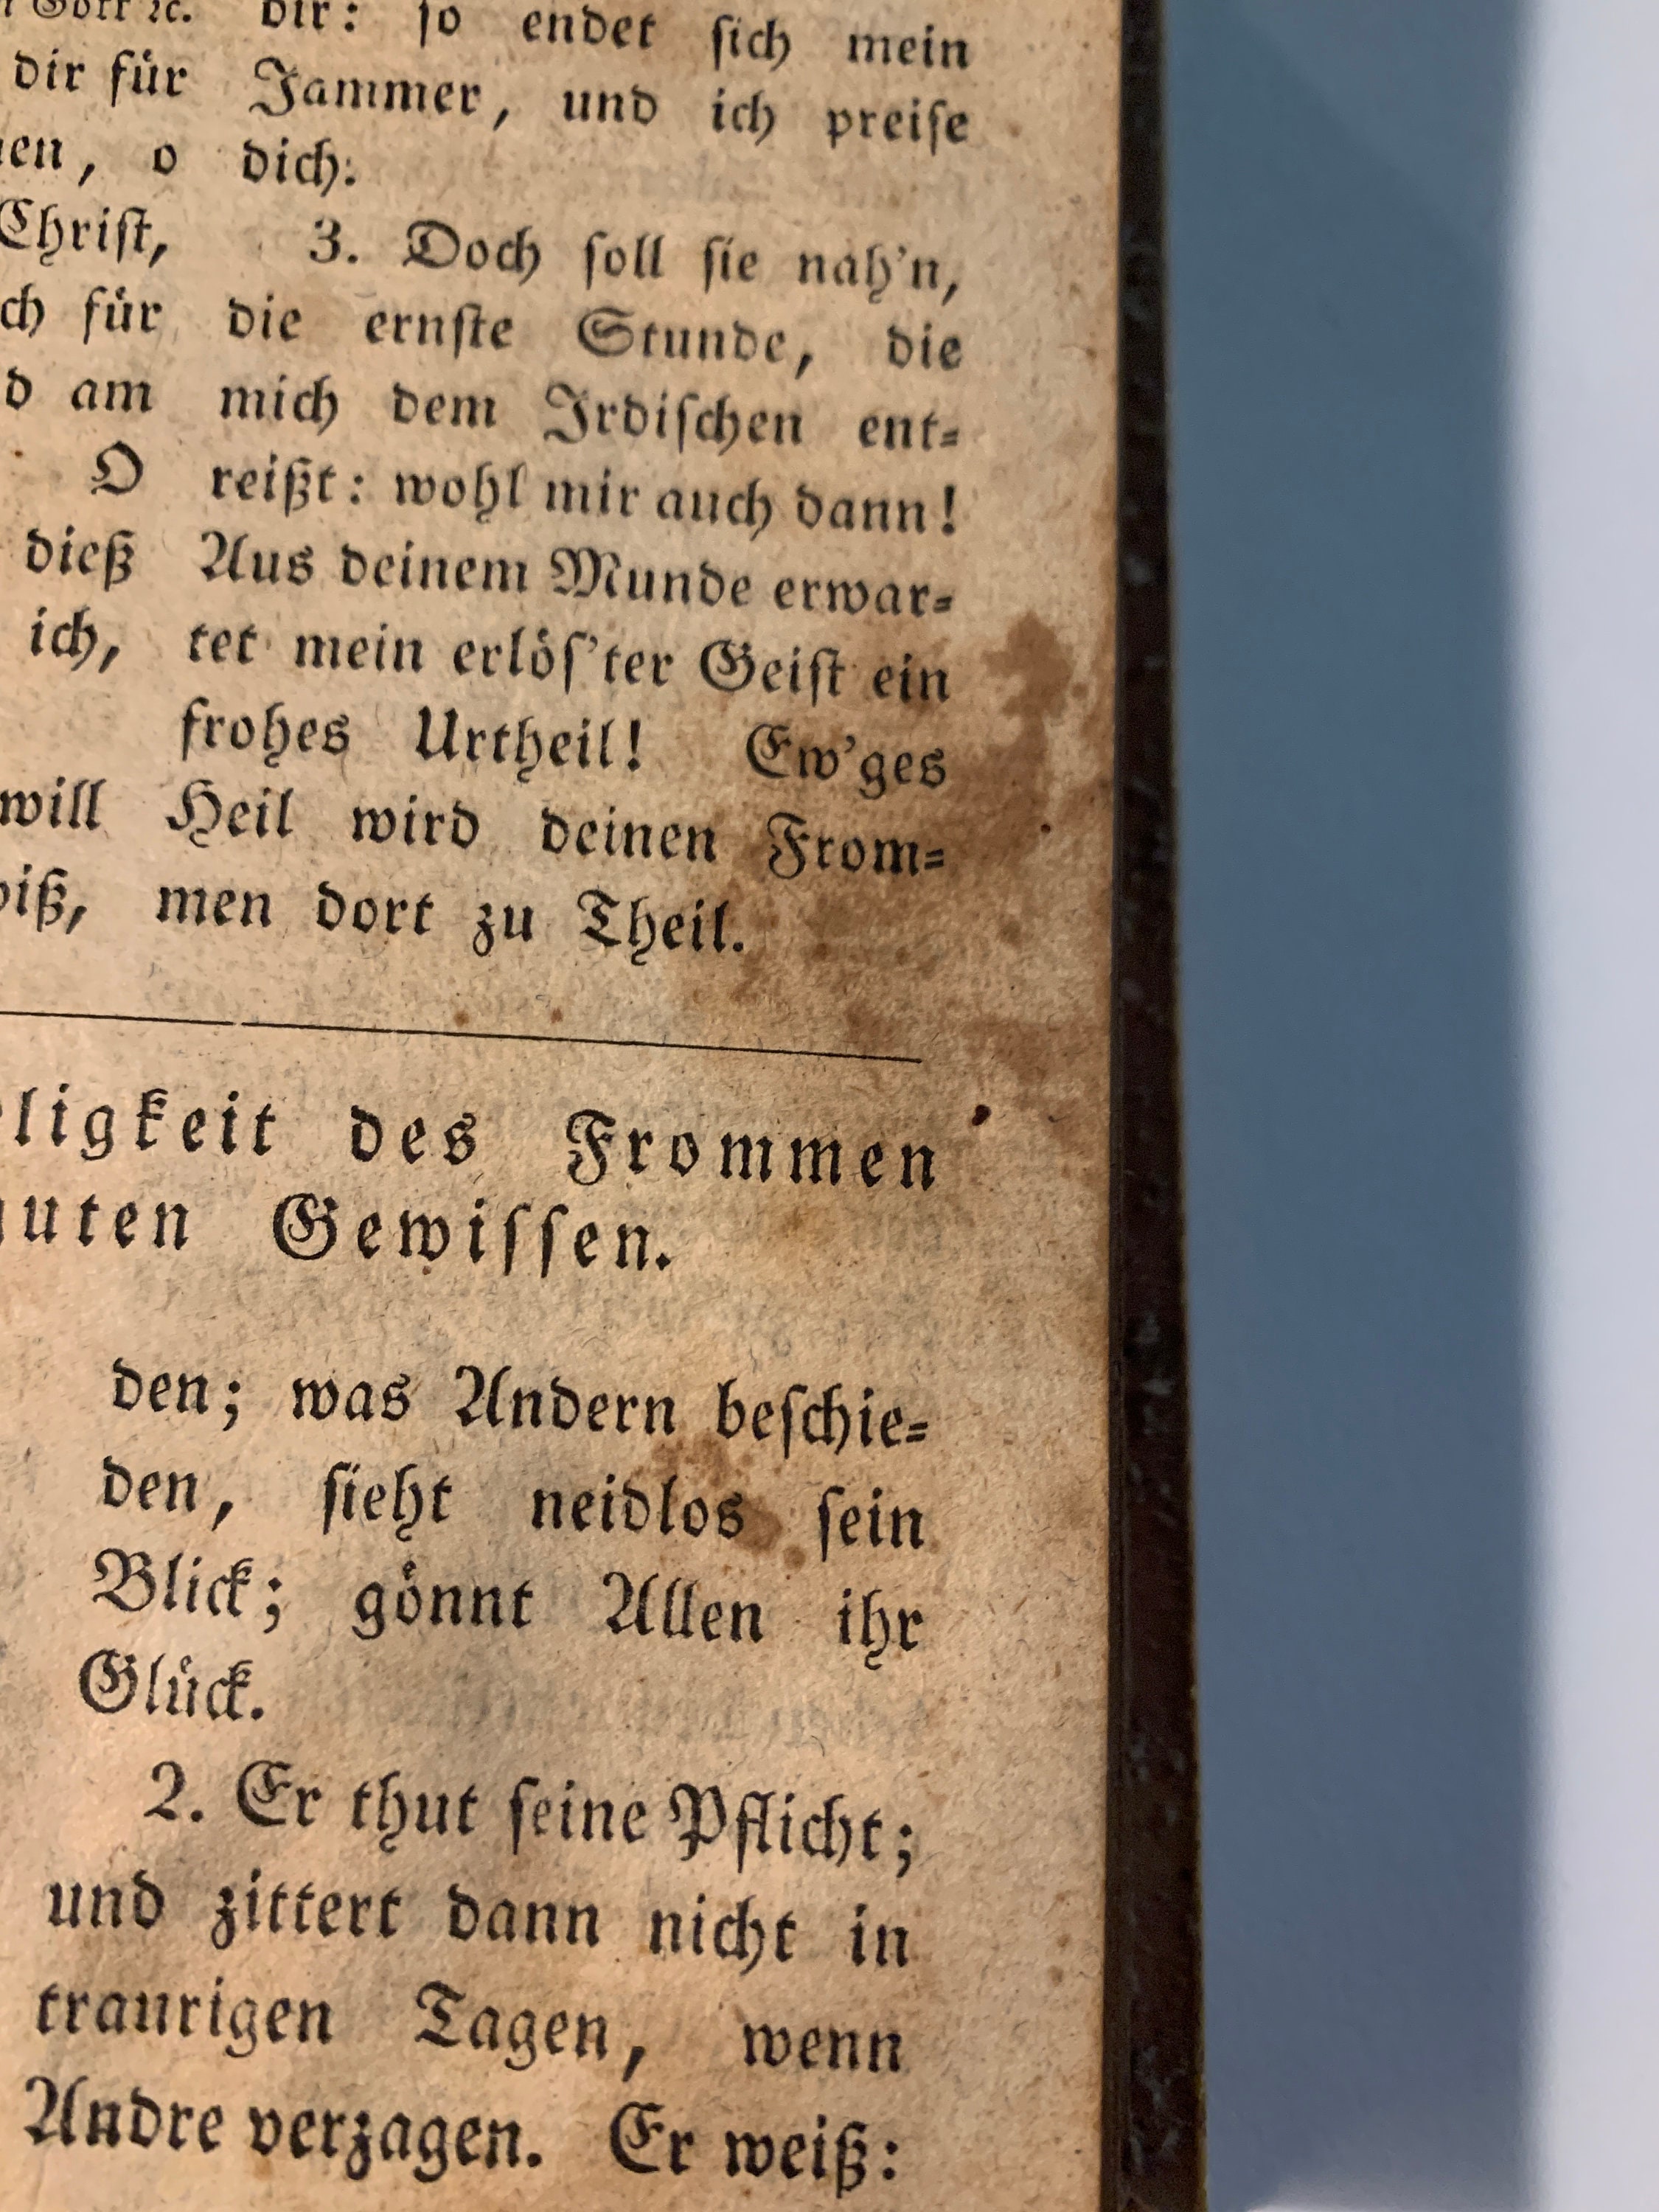 Gott ꝛc.
dir für
o
Chriſt,
für
am
O
dieß
ich,
will
dir: ſo endet ſich mein
Jammer, und ich preiſe
dich:
3. Doch ſoll ſie nah'n,
die ernſte Stunde, die
mich dem Irdiſchen ent⸗
reißt: wohl mir auch dann!
Aus deinem Munde erwar⸗
tet mein erlöſ'ter Geiſt ein
frohes Urtheil! Ew'ges
Heil wird deinen From⸗
men dort zu Theil.
ligkeit des Frommen
uten Gewiſſen.
den; was Andern beſchie⸗
den, ſieht neidlos ſein
Blick; gönnt Allen ihr
Glück.
2. Er thut ſeine Pflicht;
und zittert dann nicht in
traurigen Tagen, wenn
Andre verzagen. Er weiß: